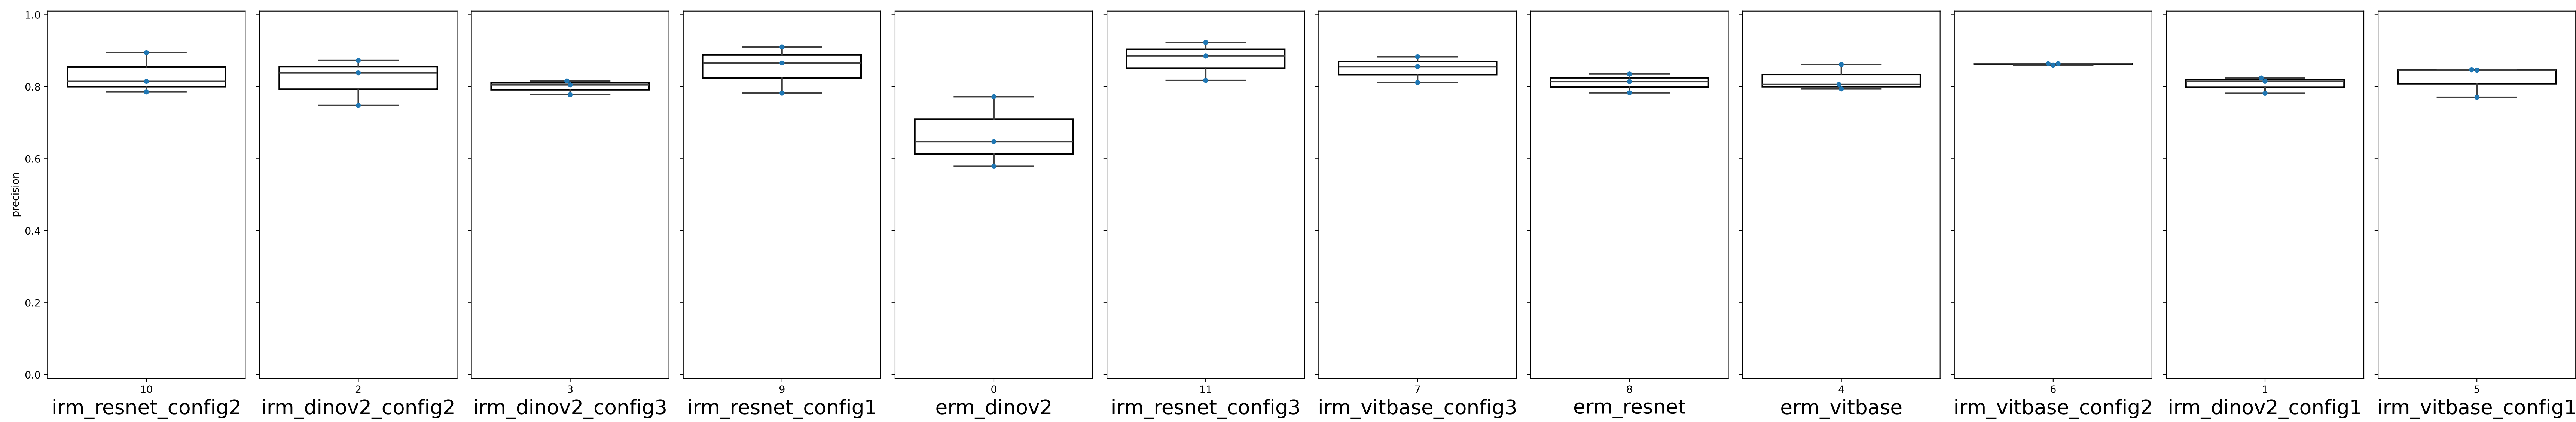 1.0
0.8
0.6
0.4
0.2
0.0
precision
10 2 3 9 0 11 7 8 4 6 1 5
irm_resnet_config2 irm_dinov2_config2 irm_dinov2_config3 irm_resnet_config1 erm_dinov2 irm_resnet_config3 irm_vitbase_config3 erm_resnet erm_vitbase irm_vitbase_config2 irm_dinov2_config1 irm_vitbase_config1